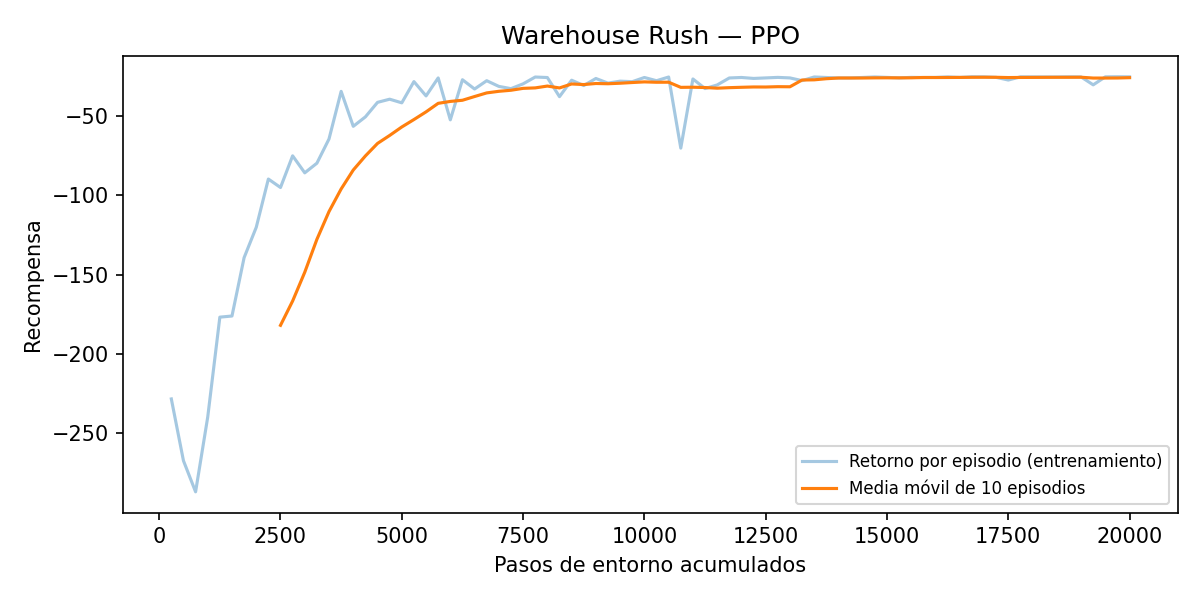 Warehouse Rush — PPO
Recompensa
−50
−100
−150
−200
−250
0
2500
5000
7500
10000
12500
15000
17500
20000
Pasos de entorno acumulados
Retorno por episodio (entrenamiento)
Media móvil de 10 episodios